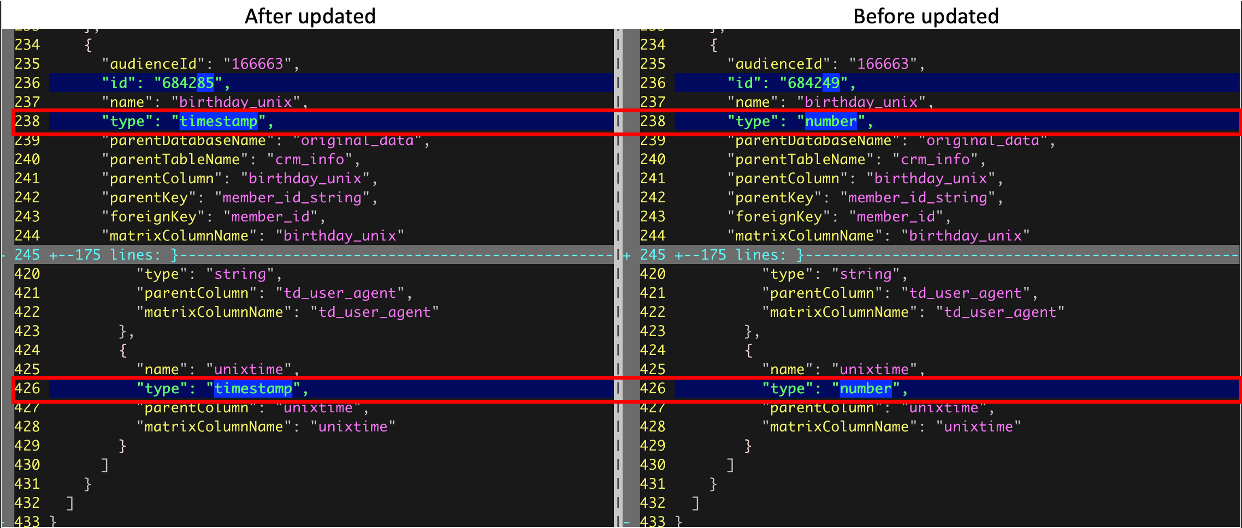 After updated
233 },
234 {
235 "audienceId": "166663",
236 "id": "684285",
237 "name": "birthday_unix",
238 "type": "timestamp",
239 "parentDatabaseName": "original_data",
240 "parentTableName": "crm_info",
241 "parentColumn": "birthday_unix",
242 "parentKey": "member_id_string",
243 "foreignKey": "member_id",
244 "matrixColumnName": "birthday_unix"
245 +--175 lines: }--------------------------------------------------
420 "type": "string",
421 "parentColumn": "td_user_agent",
422 "matrixColumnName": "td_user_agent"
423 },
424 {
425 "name": "unixtime",
426 "type": "timestamp",
427 "parentColumn": "unixtime",
428 "matrixColumnName": "unixtime"
429 }
430 ]
431 }
432 ]
433 }
Before updated
233 },
234 {
235 "audienceId": "166663",
236 "id": "684249",
237 "name": "birthday_unix",
238 "type": "number",
239 "parentDatabaseName": "original_data",
240 "parentTableName": "crm_info",
241 "parentColumn": "birthday_unix",
242 "parentKey": "member_id_string",
243 "foreignKey": "member_id",
244 "matrixColumnName": "birthday_unix"
+ 245 +--175 lines: }--------------------------------------------------
420 "type": "string",
421 "parentColumn": "td_user_agent",
422 "matrixColumnName": "td_user_agent"
423 },
424 {
425 "name": "unixtime",
426 "type": "number",
427 "parentColumn": "unixtime",
428 "matrixColumnName": "unixtime"
429 }
430 ]
431 }
432 ]
- 433 }